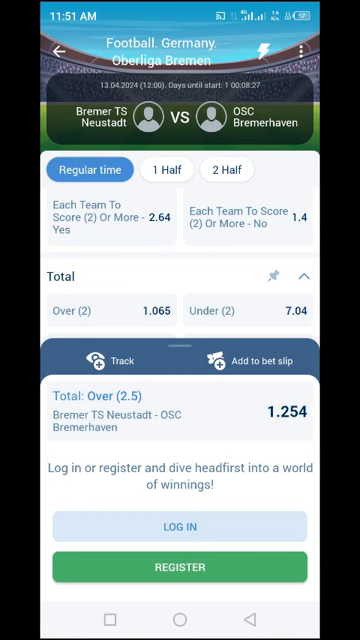 11:51 AM
Football. Germany.
Oberliga Bremen
13.04.2024 (12:00). Days until start: 1 00:08:27
Bremer TS
Neustadt
VS
OSC
Bremerhaven
Regular time
1 Half
2 Half
Each Team To
Score (2) Or More -
Yes
2.64
Each Team To Score
(2) Or More - No
1.4
Total
Over (2)
1.065
Under (2)
7.04
Track
Add to bet slip
Total: Over (2.5)
Bremer TS Neustadt - OSC
Bremerhaven
1.254
Log in or register and dive headfirst into a world
of winnings!
LOG IN
REGISTER